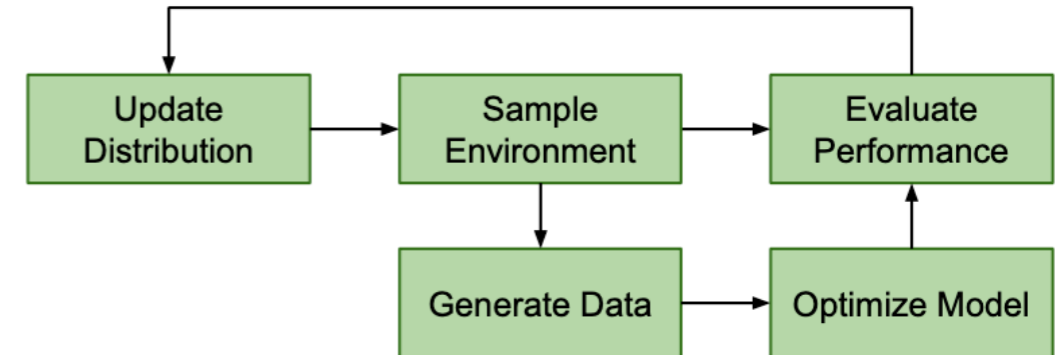 Update
Distribution
Sample
Environment
Evaluate
Performance
Generate Data
Optimize Model